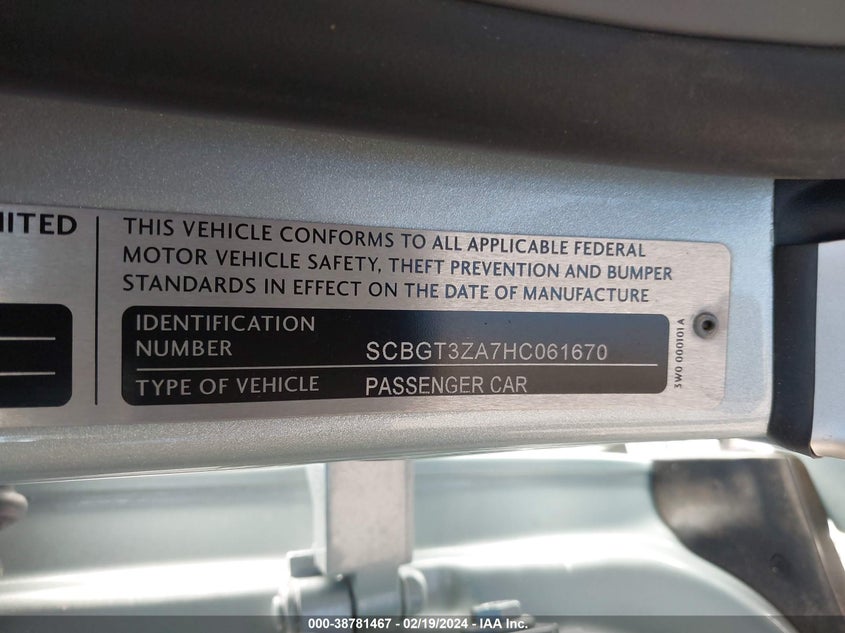 MITED
THIS VEHICLE CONFORMS TO ALL APPLICABLE FEDERAL
MOTOR VEHICLE SAFETY, THEFT PREVENTION AND BUMPER
STANDARDS IN EFFECT ON THE DATE OF MANUFACTURE
IDENTIFICATION
NUMBER SCBGT3ZA7HC061670
TYPE OF VEHICLE PASSENGER CAR
3W0 000101 A
000-38781467 - 02/19/2024 - IAA Inc.